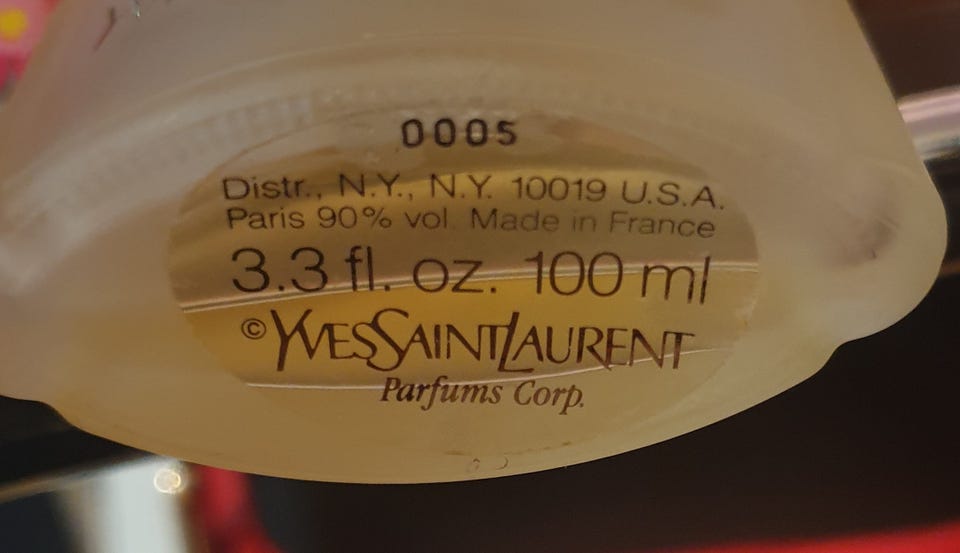 0005
Distr., N.Y., N.Y. 10019 U.S.A.
Paris 90% vol. Made in France
3.3 fl. oz. 100 ml
© YVESSAINTLAURENT
Parfums Corp.